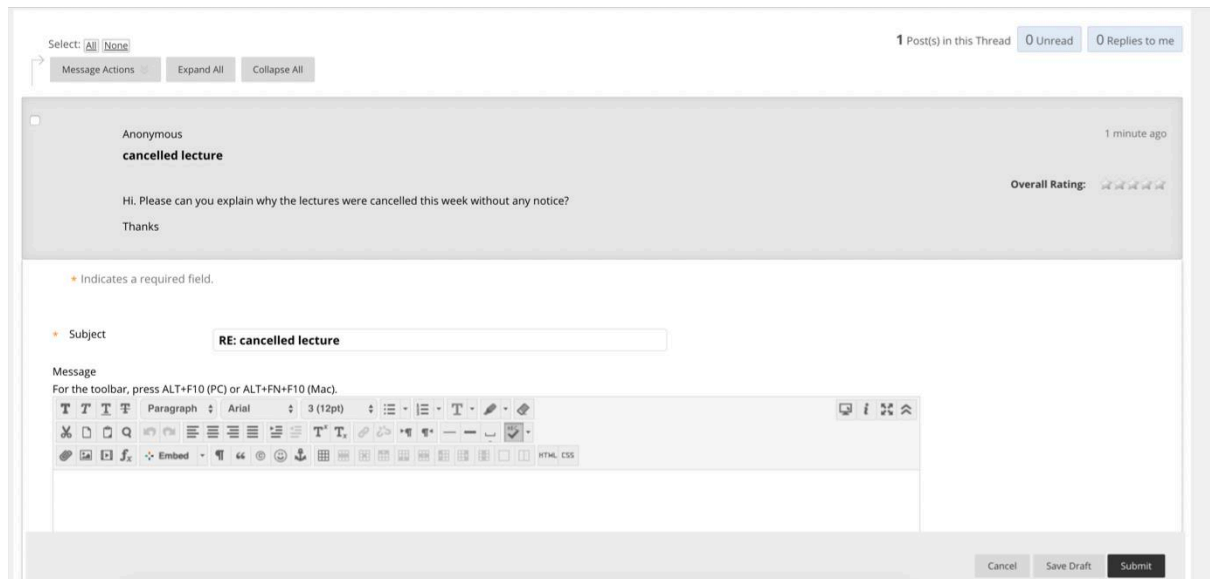 Select: All None
1 Post(s) in this Thread 0 Unread 0 Replies to me
Message Actions Expand All Collapse All
Anonymous
1 minute ago
cancelled lecture
Overall Rating:
Hi. Please can you explain why the lectures were cancelled this week without any notice?
Thanks
* Indicates a required field.
* Subject
RE: cancelled lecture
Message
For the toolbar, press ALT+F10 (PC) or ALT+FN+F10 (Mac).
T T T T Paragraph Arial 3 (12pt) T
Tx Tx
fx Embed HTML CSS
Cancel Save Draft Submit